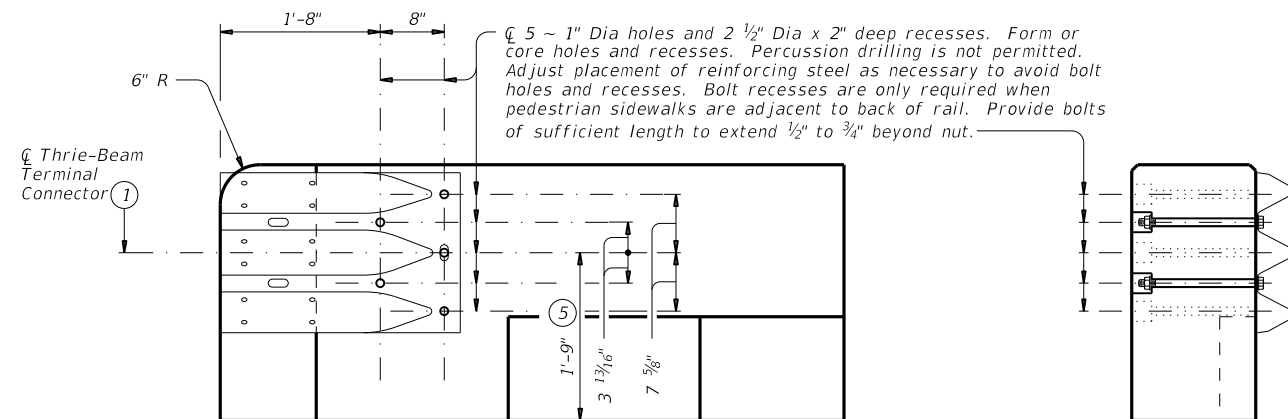 1'-8"
8"
℄ 5 ~ 1" Dia holes and 2 ½" Dia x 2" deep recesses. Form or
core holes and recesses. Percussion drilling is not permitted.
Adjust placement of reinforcing steel as necessary to avoid bolt
holes and recesses. Bolt recesses are only required when
pedestrian sidewalks are adjacent to back of rail. Provide bolts
of sufficient length to extend ½" to ¾" beyond nut.
6" R
℄ Thrie-Beam
Terminal
Connector 1
5
1'-9"
3 13/16"
7 5/8"